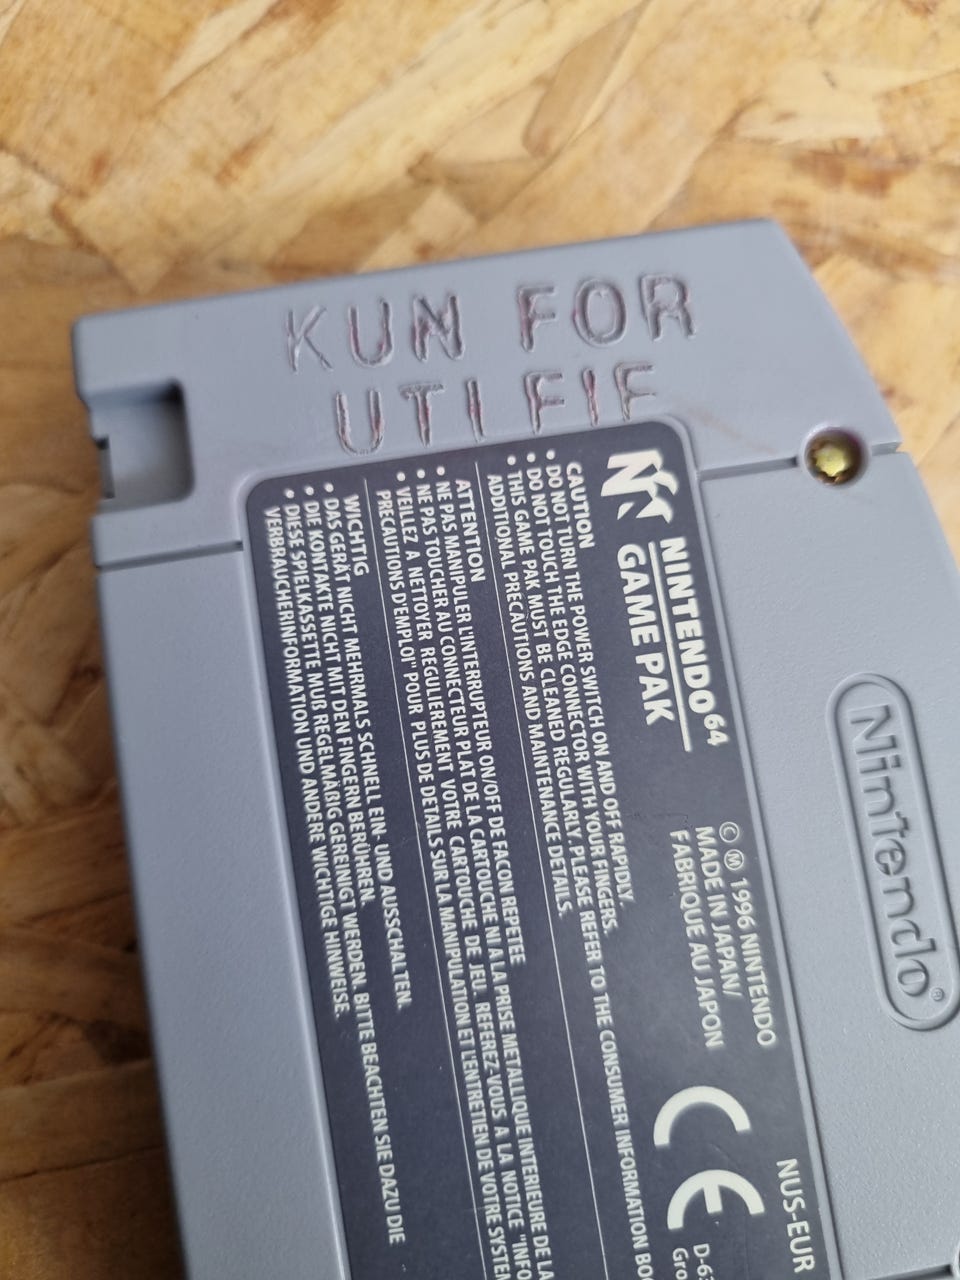 KUN FOR
UTI FIF
NINTENDO64
GAME PAK
© Ⓜ 1996 NINTENDO
MADE IN JAPAN/
FABRIQUE AU JAPON
CE
NUS-EUR
CAUTION
• DO NOT TURN THE POWER SWITCH ON AND OFF RAPIDLY.
• DO NOT TOUCH THE EDGE CONNECTOR WITH YOUR FINGERS.
• THIS GAME PAK MUST BE CLEANED REGULARLY. PLEASE REFER TO THE CONSUMER INFORMATION
ADDITIONAL PRECAUTIONS AND MAINTENANCE DETAILS.
ATTENTION
• NE PAS MANIPULER L'INTERRUPTEUR ON/OFF DE FACON REPETEE
• NE PAS TOUCHER AU CONNECTEUR PLAT DE LA CARTOUCHE NI A LA PRISE METALLIQUE INTERIEURE DE LA
• VEILLEZ A NETTOYER REGULIEREMENT VOTRE CARTOUCHE DE JEU. REFEREZ-VOUS A LA NOTICE "INFO
PRECAUTIONS D'EMPLOI" POUR PLUS DE DETAILS SUR LA MANIPULATION ET L'ENTRETIEN DE VOTRE SYSTEM
WICHTIG
• DAS GERÄT NICHT MEHRMALS SCHNELL EIN- UND AUSSCHALTEN.
• DIE KONTAKTE NICHT MIT DEN FINGERN BERÜHREN.
• DIESE SPIELKASSETTE MUß REGELMÄßIG GEREINIGT WERDEN. BITTE BEACHTEN SIE DAZU DIE
VERBRAUCHERINFORMATION UND ANDERE WICHTIGE HINWEISE.
Nintendo®